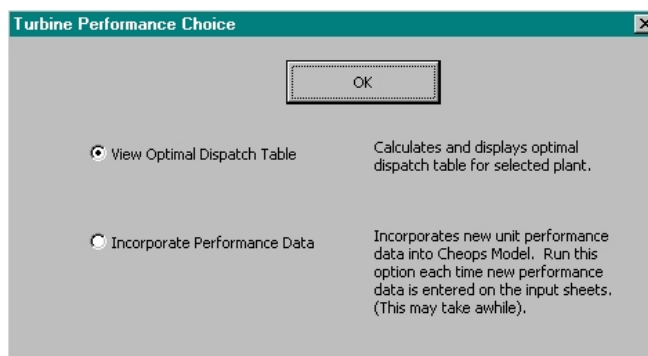 Turbine Performance Choice
OK
View Optimal Dispatch Table
Calculates and displays optimal
dispatch table for selected plant.
Incorporate Performance Data
Incorporates new unit performance
data into Cheops Model.  Run this
option each time new performance
data is entered on the input sheets.
(This may take awhile).